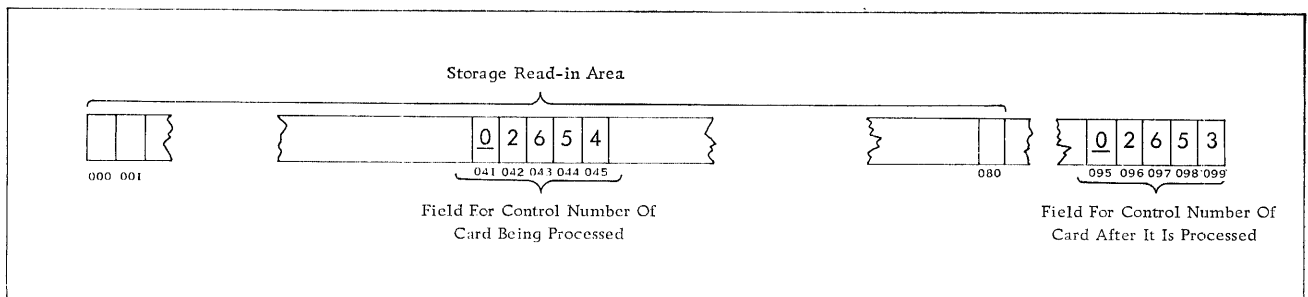 Storage Read-in Area
0 2 6 5 4
0 2 6 5 3
000 001
041 042 043 044 045
080
095 096 097 098 099
Field For Control Number Of
Card Being Processed
Field For Control Number Of
Card After It Is Processed